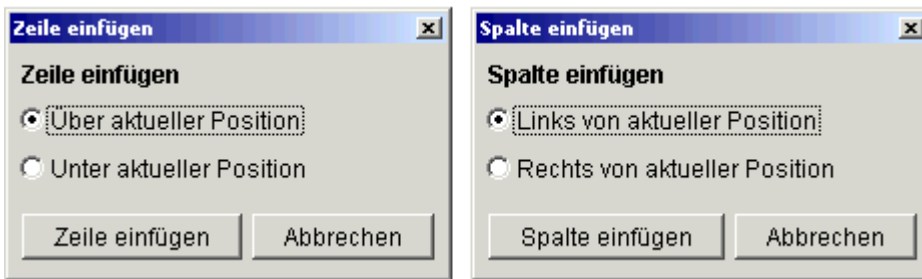 Zeile einfügen
Zeile einfügen
Über aktueller Position
Unter aktueller Position
Zeile einfügen Abbrechen
Spalte einfügen
Spalte einfügen
Links von aktueller Position
Rechts von aktueller Position
Spalte einfügen Abbrechen